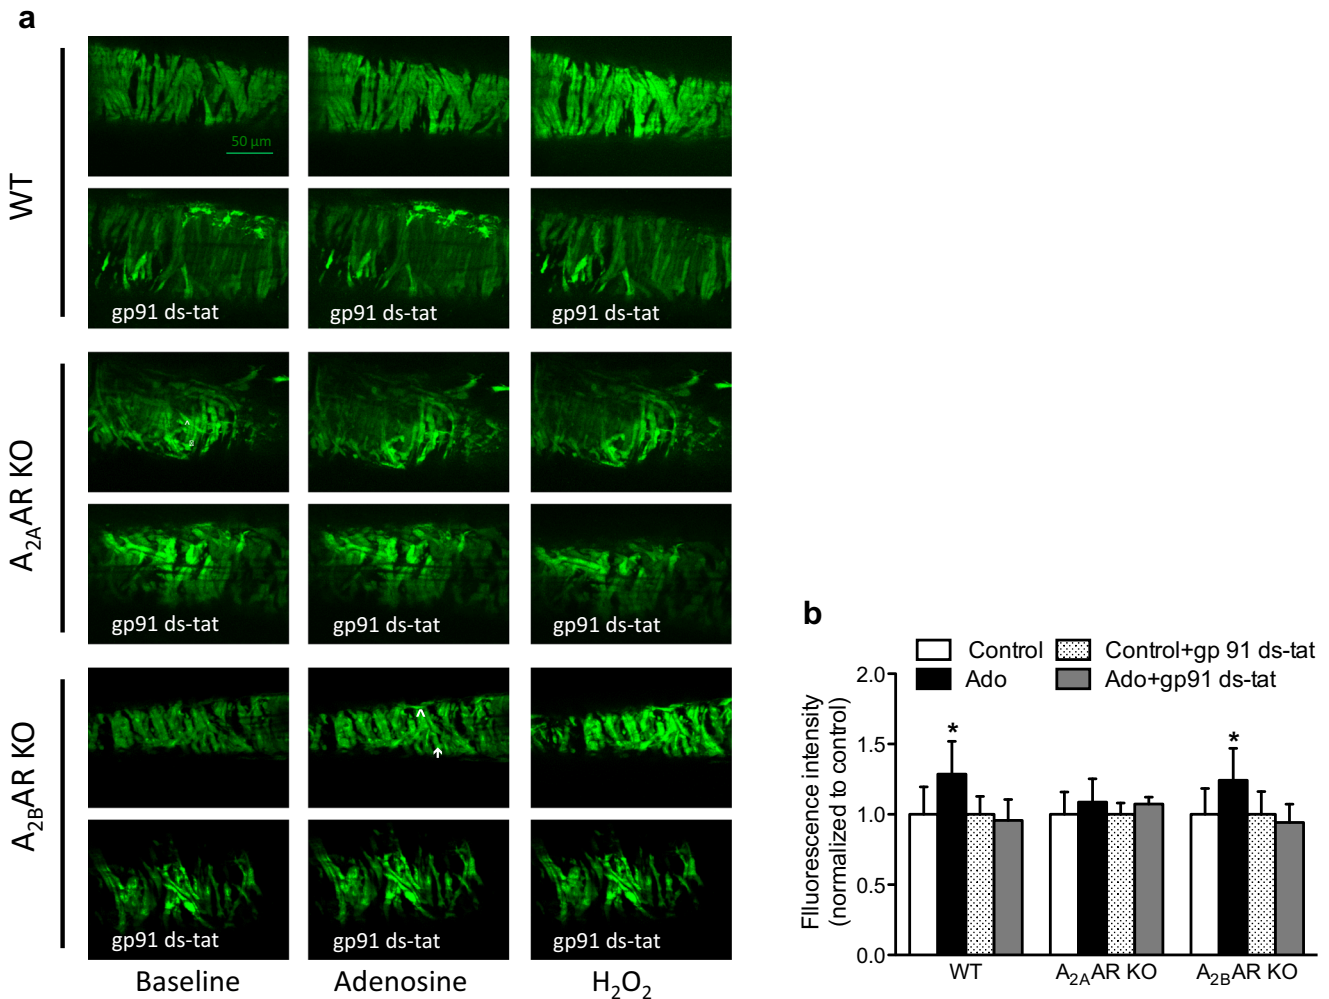 a
WT
50 µm
gp91 ds-tat
gp91 ds-tat
gp91 ds-tat
A2AAR KO
gp91 ds-tat
gp91 ds-tat
gp91 ds-tat
A2BAR KO
gp91 ds-tat
gp91 ds-tat
gp91 ds-tat
Baseline
Adenosine
H2O2
b
Control
Control+gp 91 ds-tat
Ado
Ado+gp91 ds-tat
FIluorescence intensity
(normalized to control)
2.0
1.5
1.0
0.5
0.0
*
*
WT
A2AAR KO
A2BAR KO